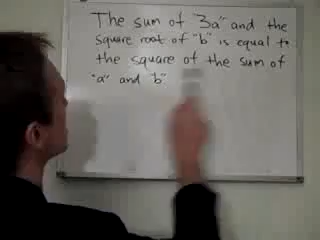 The sum of "3a" and the
square root of "b" is equal to
the square of the sum of
"a" and "b".